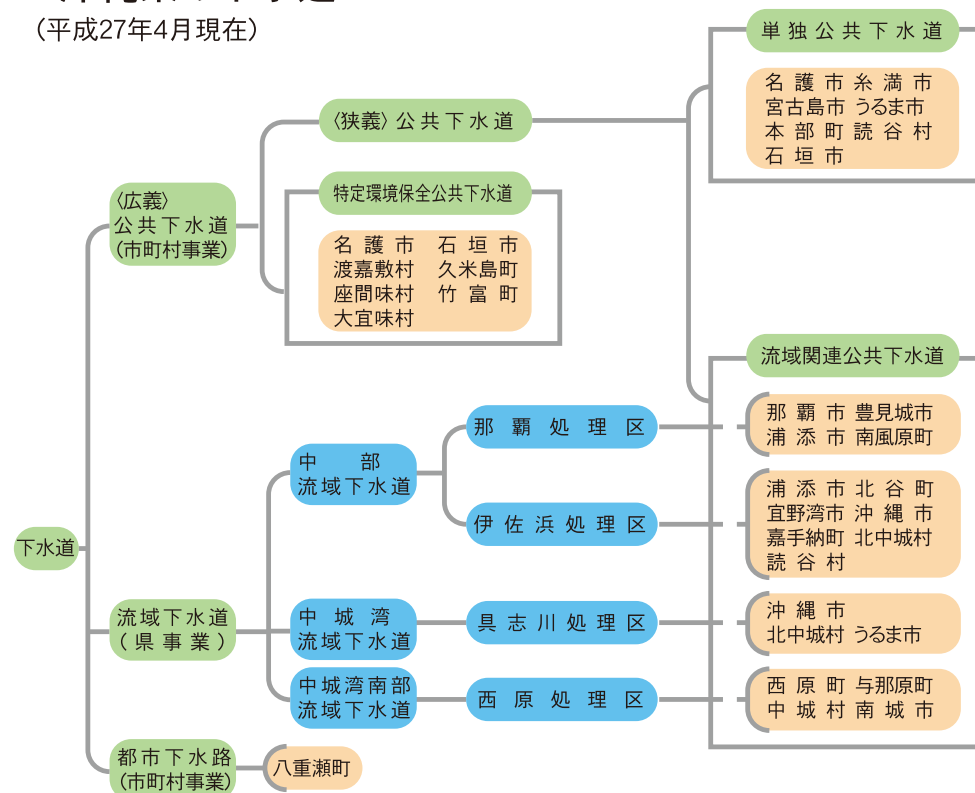 (平成27年4月現在)
単独公共下水道
名護市 糸満市
宮古島市 うるま市
本部町 読谷村
石垣市
〈狭義〉公共下水道
特定環境保全公共下水道
名護市 石垣市
渡嘉敷村 久米島町
座間味村 竹富町
大宜味村
〈広義〉
公共下水道
(市町村事業)
流域関連公共下水道
那覇市 豊見城市
浦添市 南風原町
那覇処理区
中部
流域下水道
伊佐浜処理区
浦添市 北谷町
宜野湾市 沖縄市
嘉手納町 北中城村
読谷村
下水道
流域下水道
(県事業)
中城湾
流域下水道
具志川処理区
沖縄市
北中城村 うるま市
中城湾南部
流域下水道
西原処理区
西原町 与那原町
中城村 南城市
都市下水路
(市町村事業)
八重瀬町